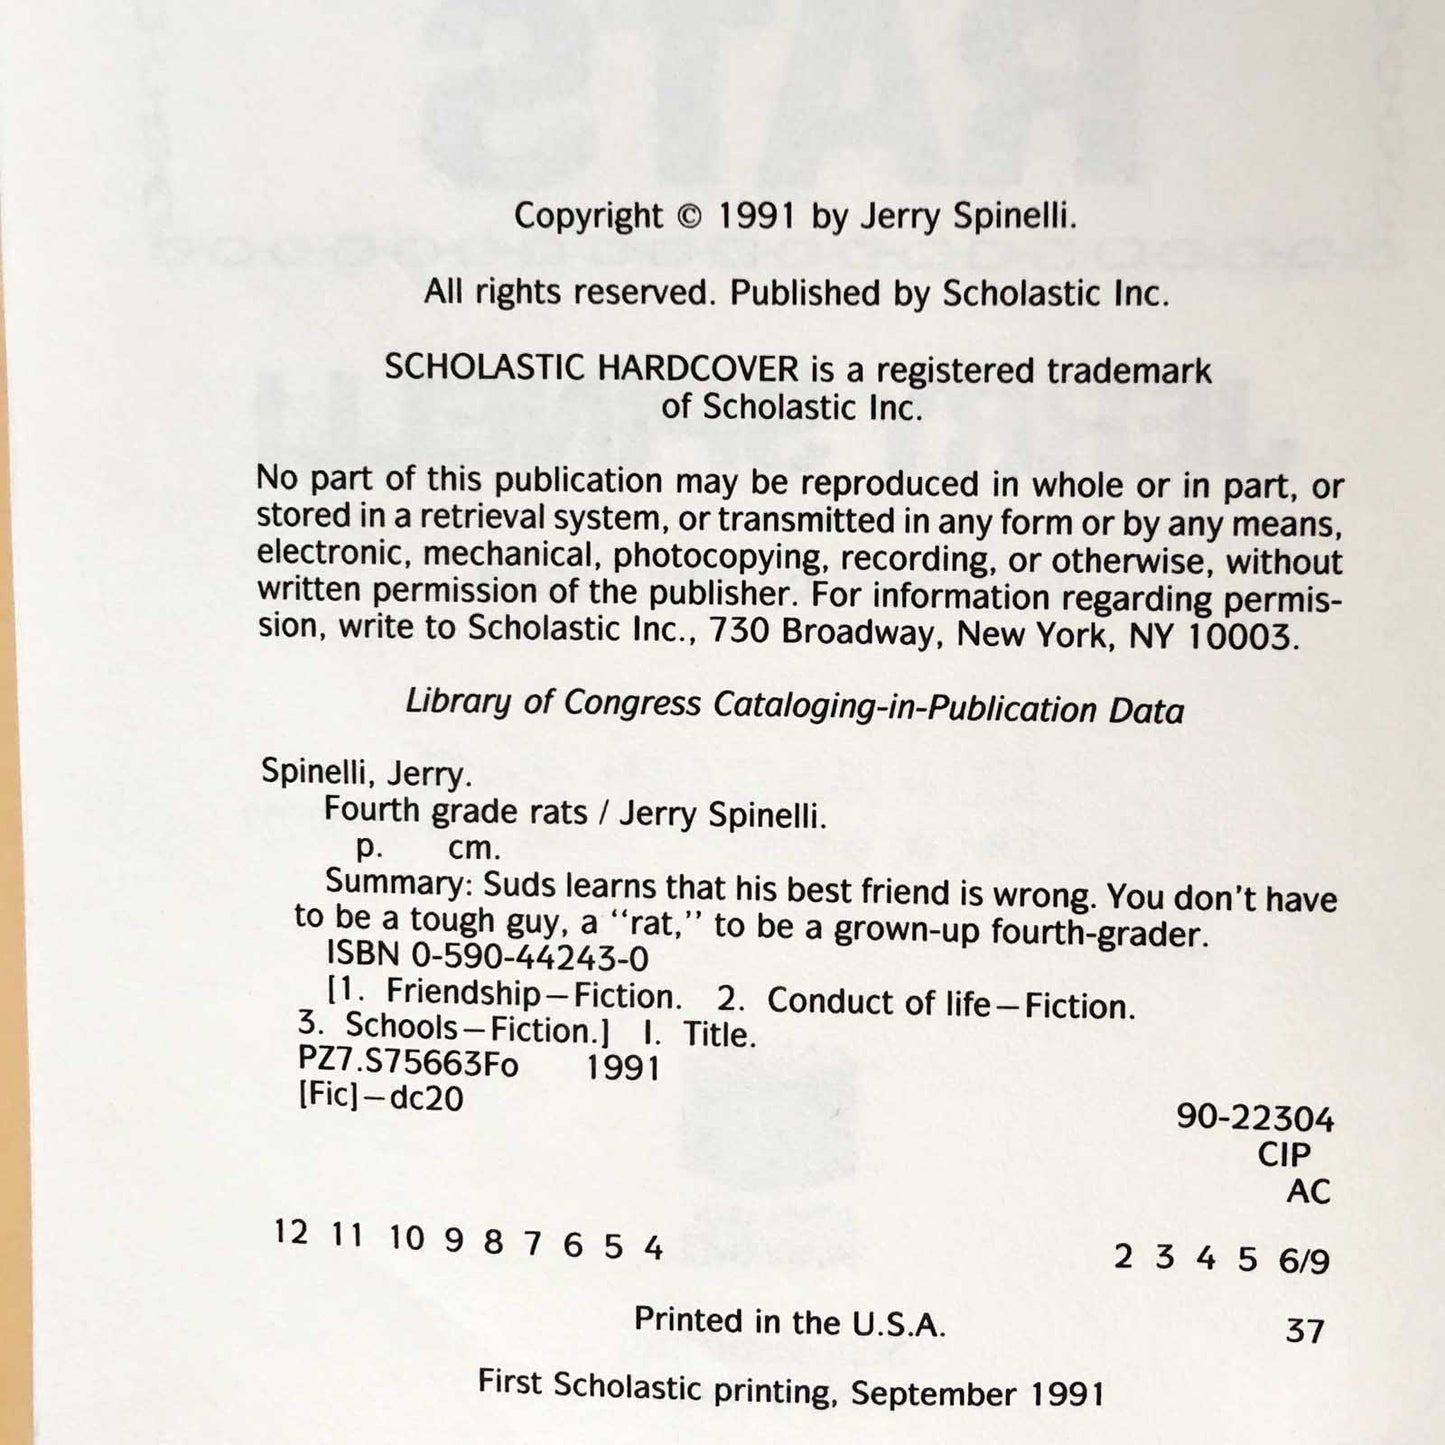 Copyright © 1991 by Jerry Spinelli.
All rights reserved. Published by Scholastic Inc.
SCHOLASTIC HARDCOVER is a registered trademark
of Scholastic Inc.
No part of this publication may be reproduced in whole or in part, or
stored in a retrieval system, or transmitted in any form or by any means,
electronic, mechanical, photocopying, recording, or otherwise, without
written permission of the publisher. For information regarding permis-
sion, write to Scholastic Inc., 730 Broadway, New York, NY 10003.
Library of Congress Cataloging-in-Publication Data
Spinelli, Jerry.
Fourth grade rats / Jerry Spinelli.
p. cm.
Summary: Suds learns that his best friend is wrong. You don't have
to be a tough guy, a "rat," to be a grown-up fourth-grader.
ISBN 0-590-44243-0
[1. Friendship—Fiction. 2. Conduct of life—Fiction.
3. Schools—Fiction.] I. Title.
PZ7.S75663Fo 1991
[Fic]—dc20
90-22304
CIP
AC
12 11 10 9 8 7 6 5 4
2 3 4 5 6/9
Printed in the U.S.A.
37
First Scholastic printing, September 1991